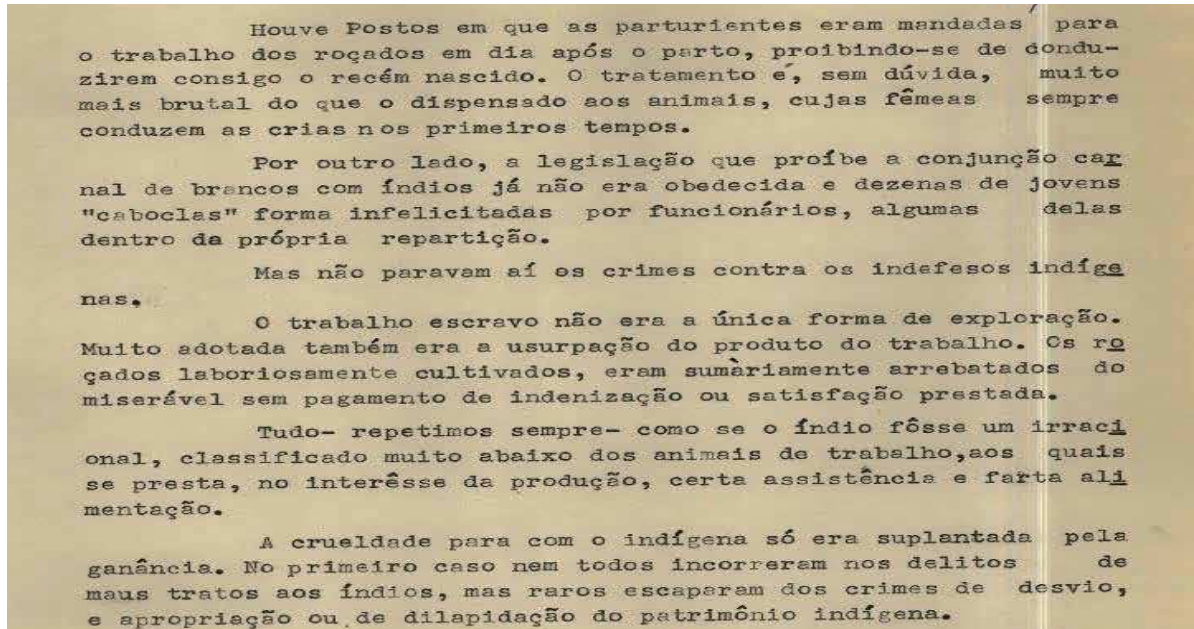 Houve Postos em que as parturientes eram mandadas para
o trabalho dos roçados em dia após o parto, proibindo-se de dondu-
zirem consigo o recém nascido. O tratamento é, sem dúvida, muito
mais brutal do que o dispensado aos animais, cujas fêmeas sempre
conduzem as crias nos primeiros tempos.
Por outro lado, a legislação que proíbe a conjunção car
nal de brancos com índios já não era obedecida e dezenas de jovens
"caboclas" forma infelicitadas por funcionários, algumas delas
dentro da própria repartição.
Mas não paravam aí os crimes contra os indefesos indíge
nas.
O trabalho escravo não era a única forma de exploração.
Muito adotada também era a usurpação do produto do trabalho. Os ro
çados laboriosamente cultivados, eram sumàriamente arrebatados do
miserável sem pagamento de indenização ou satisfação prestada.
Tudo- repetimos sempre- como se o índio fôsse um irraci
onal, classificado muito abaixo dos animais de trabalho,aos quais
se presta, no interêsse da produção, certa assistência e farta ali
mentação.
A crueldade para com o indígena só era suplantada pela
ganância. No primeiro caso nem todos incorreram nos delitos de
maus tratos aos índios, mas raros escaparam dos crimes de desvio,
e apropriação ou de dilapidação do patrimônio indígena.